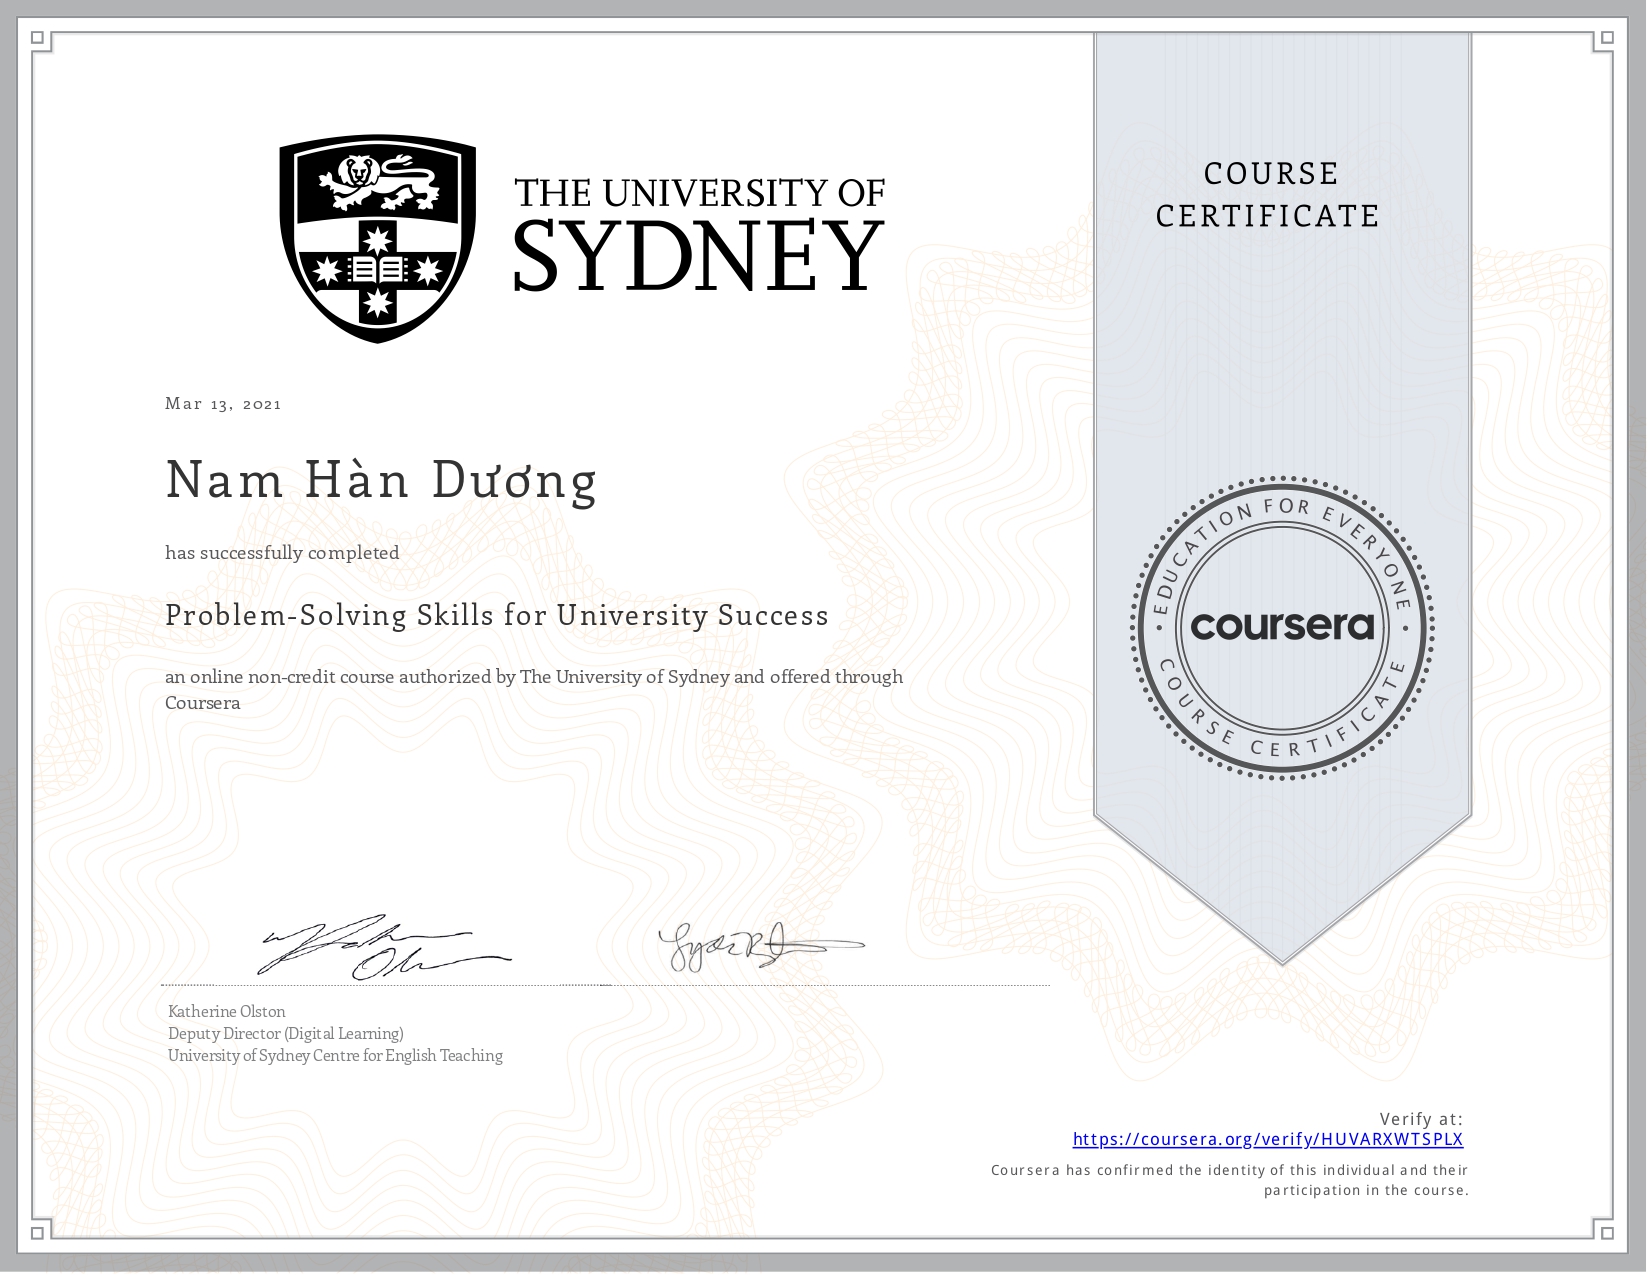 THE UNIVERSITY OF
SYDNEY
COURSE
CERTIFICATE
Mar 13, 2021
Nam Hàn Dương
has successfully completed
Problem-Solving Skills for University Success
an online non-credit course authorized by The University of Sydney and offered through
Coursera
EDUCATION FOR EVERYONE
coursera
COURSE CERTIFICATE
Katherine Olston
Deputy Director (Digital Learning)
University of Sydney Centre for English Teaching
Verify at:
https://coursera.org/verify/HUVARXWTSPLX
Coursera has confirmed the identity of this individual and their
participation in the course.